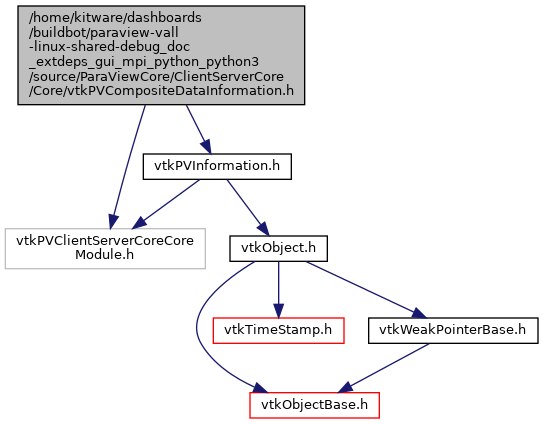 /home/kitware/dashboards
/buildbot/paraview-vall
-linux-shared-debug_doc
_extdeps_gui_mpi_python_python3
/source/ParaViewCore/ClientServerCore
/Core/vtkPVCompositeDataInformation.h
vtkPVInformation.h
vtkPVClientServerCoreCore
Module.h
vtkObject.h
vtkTimeStamp.h
vtkWeakPointerBase.h
vtkObjectBase.h